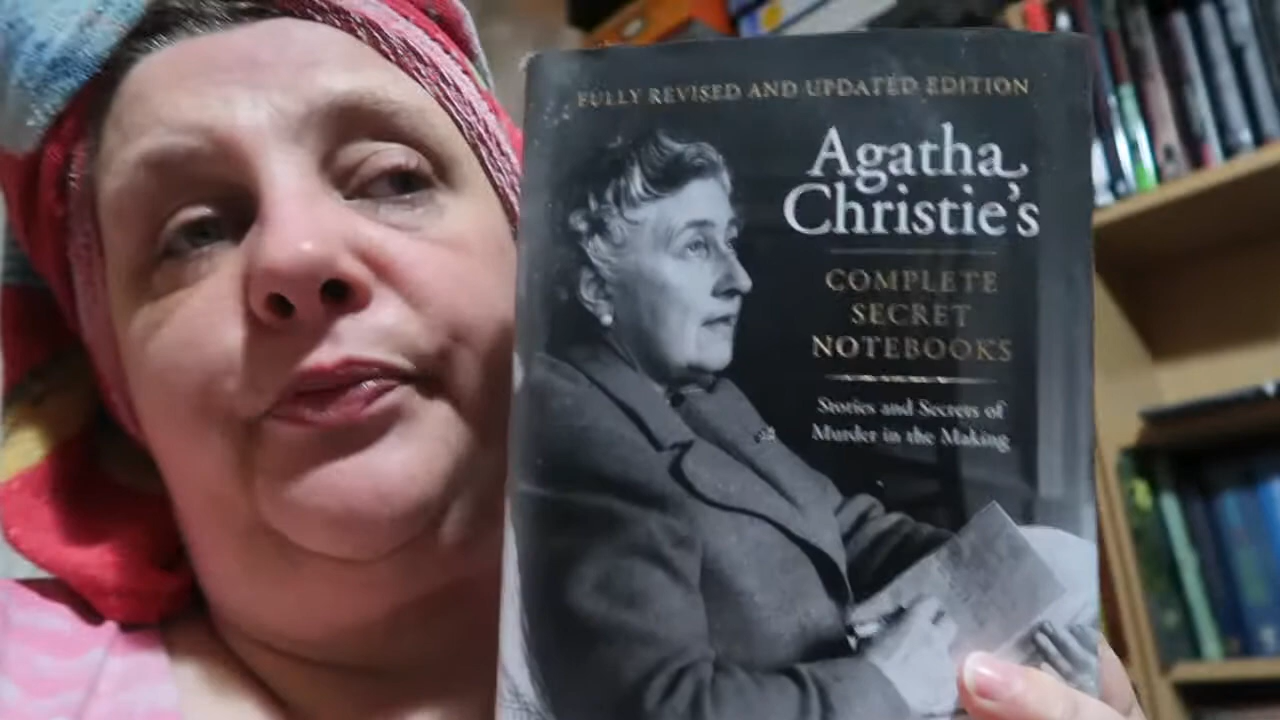 FULLY REVISED AND UPDATED EDITION
Agatha
Christie's
COMPLETE
SECRET
NOTEBOOKS
Stories and Secrets of
Murder in the Making